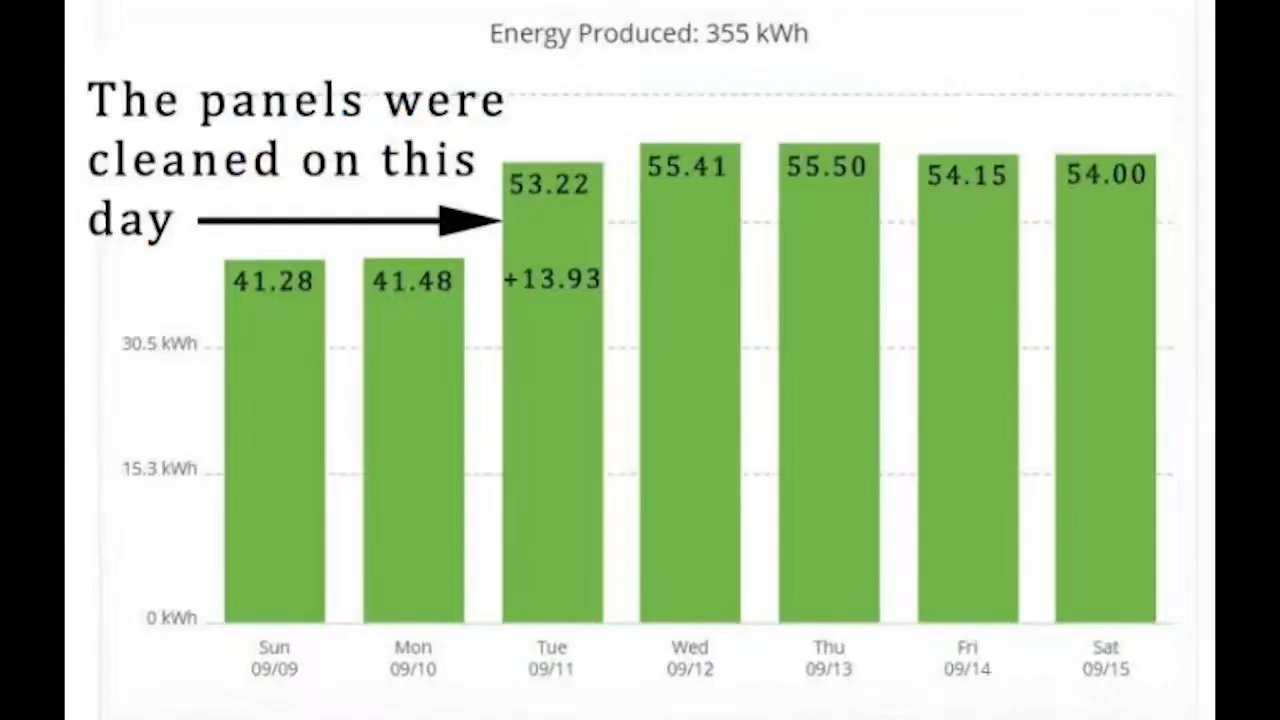 Energy Produced: 355 kWh
The panels were
cleaned on this
day
53.22
55.41
55.50
54.15
54.00
41.28
41.48
+13.93
30.5 kWh
15.3 kWh
0 kWh
Sun
09/09
Mon
09/10
Tue
09/11
Wed
09/12
Thu
09/13
Fri
09/14
Sat
09/15